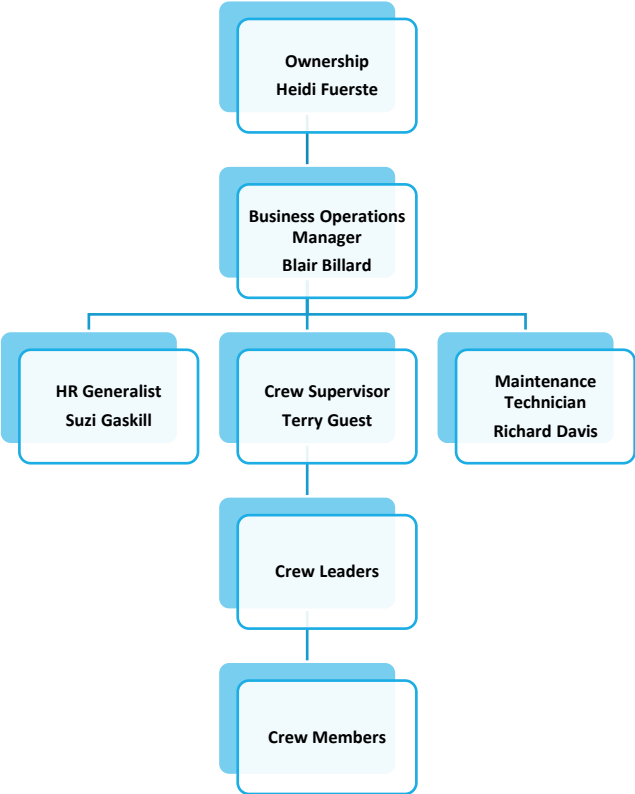 Ownership
Heidi Fuerste
Business Operations
Manager
Blair Billard
HR Generalist
Suzi Gaskill
Crew Supervisor
Terry Guest
Maintenance
Technician
Richard Davis
Crew Leaders
Crew Members